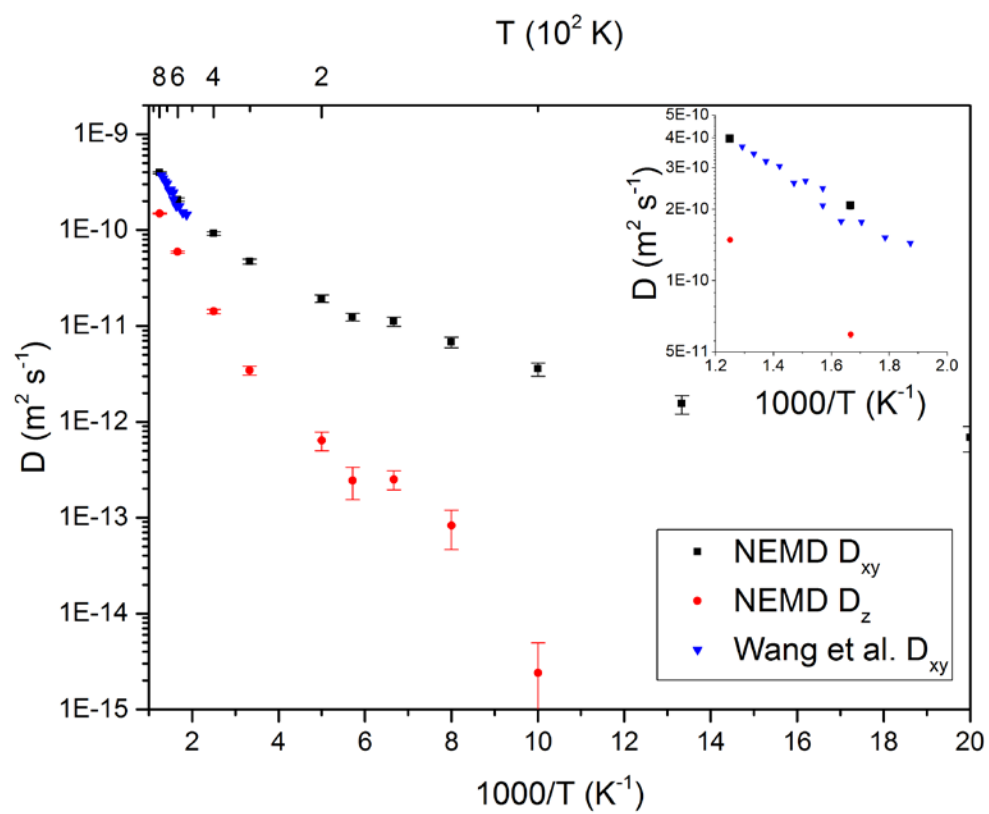 T (10² K)
8 6 4 2
1E-9
1E-10
1E-11
1E-12
1E-13
1E-14
1E-15
D (m² s⁻¹)
5E-10
4E-10
3E-10
2E-10
1E-10
5E-11
D (m² s⁻¹)
1.2 1.4 1.6 1.8 2.0
1000/T (K⁻¹)
NEMD Dxy
NEMD Dz
Wang et al. Dxy
2 4 6 8 10 12 14 16 18 20
1000/T (K⁻¹)